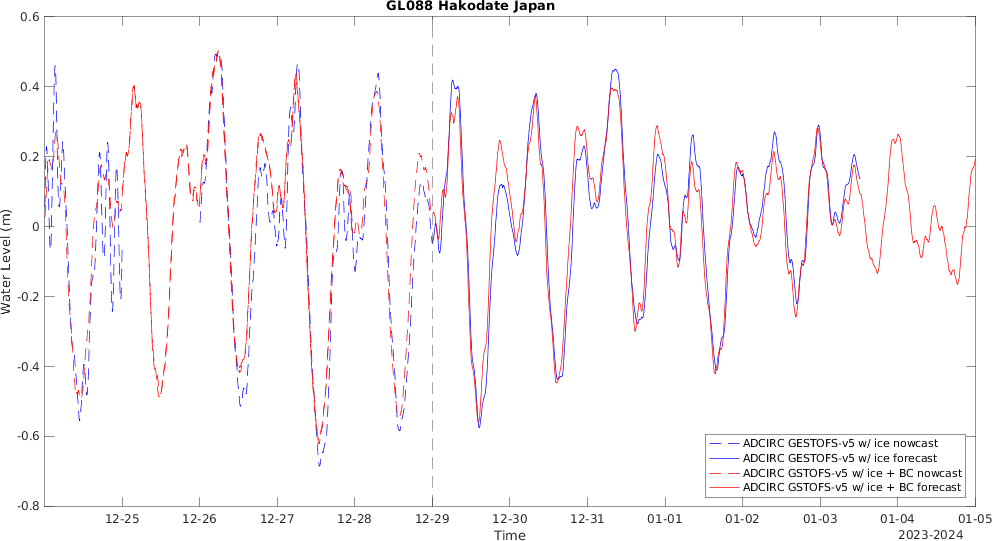 GL088 Hakodate Japan
0.6
0.4
0.2
0
-0.2
-0.4
-0.6
-0.8
Water Level (m)
ADCIRC GESTOFS-v5 w/ ice nowcast
ADCIRC GESTOFS-v5 w/ ice forecast
ADCIRC GSTOFS-v5 w/ ice + BC nowcast
ADCIRC GSTOFS-v5 w/ ice + BC forecast
12-25 12-26 12-27 12-28 12-29 12-30 12-31 01-01 01-02 01-03 01-04 01-05
Time
2023-2024